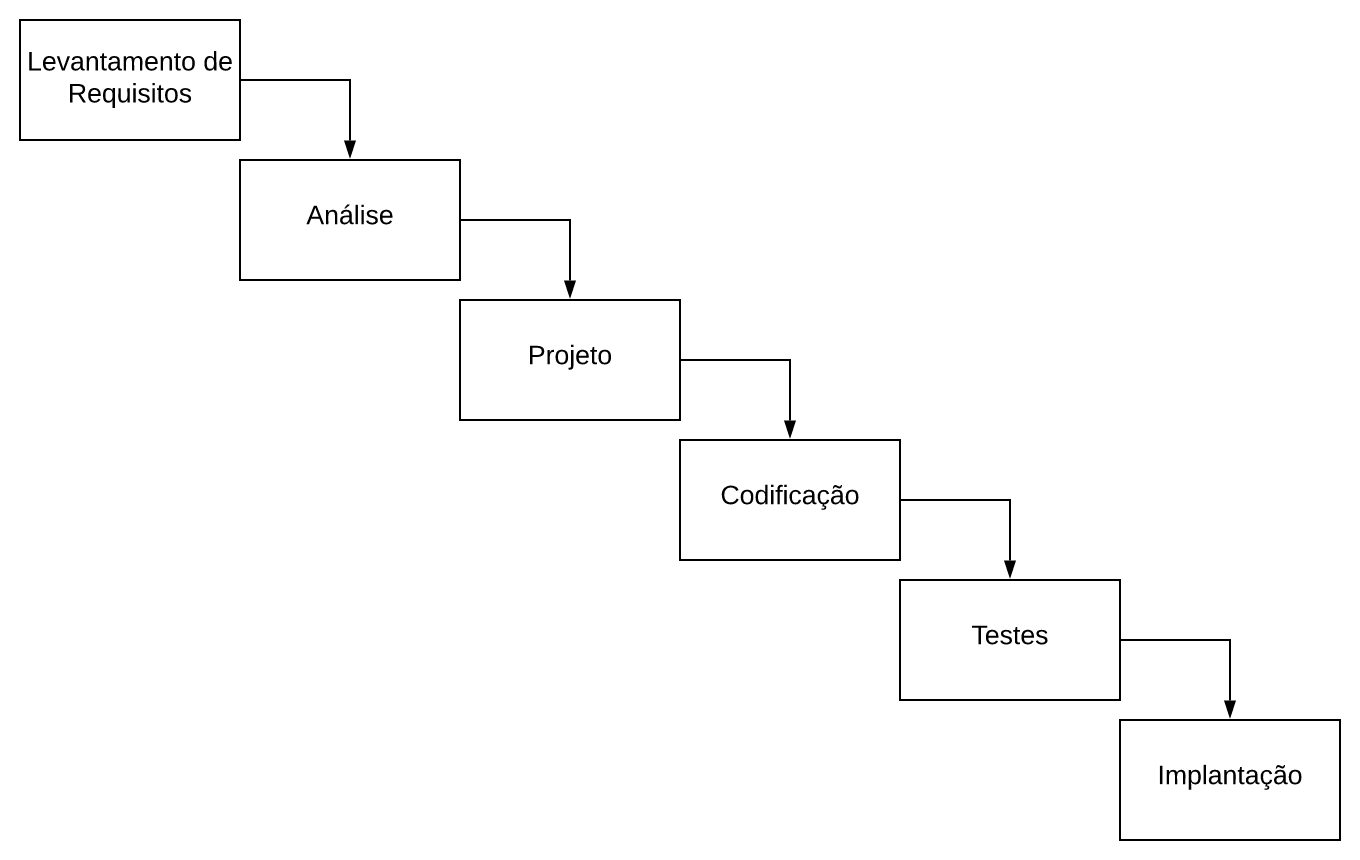 Levantamento de
Requisitos
Análise
Projeto
Codificação
Testes
Implantação